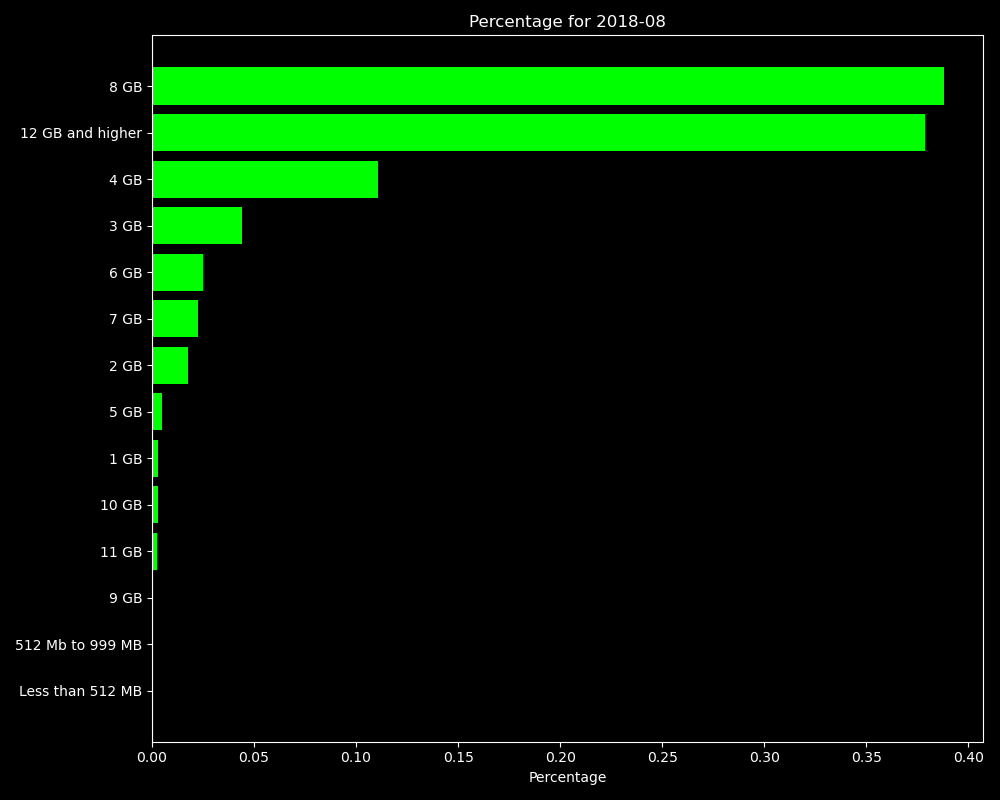 Percentage for 2018-08
8 GB
12 GB and higher
4 GB
3 GB
6 GB
7 GB
2 GB
5 GB
1 GB
10 GB
11 GB
9 GB
512 Mb to 999 MB
Less than 512 MB
0.00 0.05 0.10 0.15 0.20 0.25 0.30 0.35 0.40
Percentage